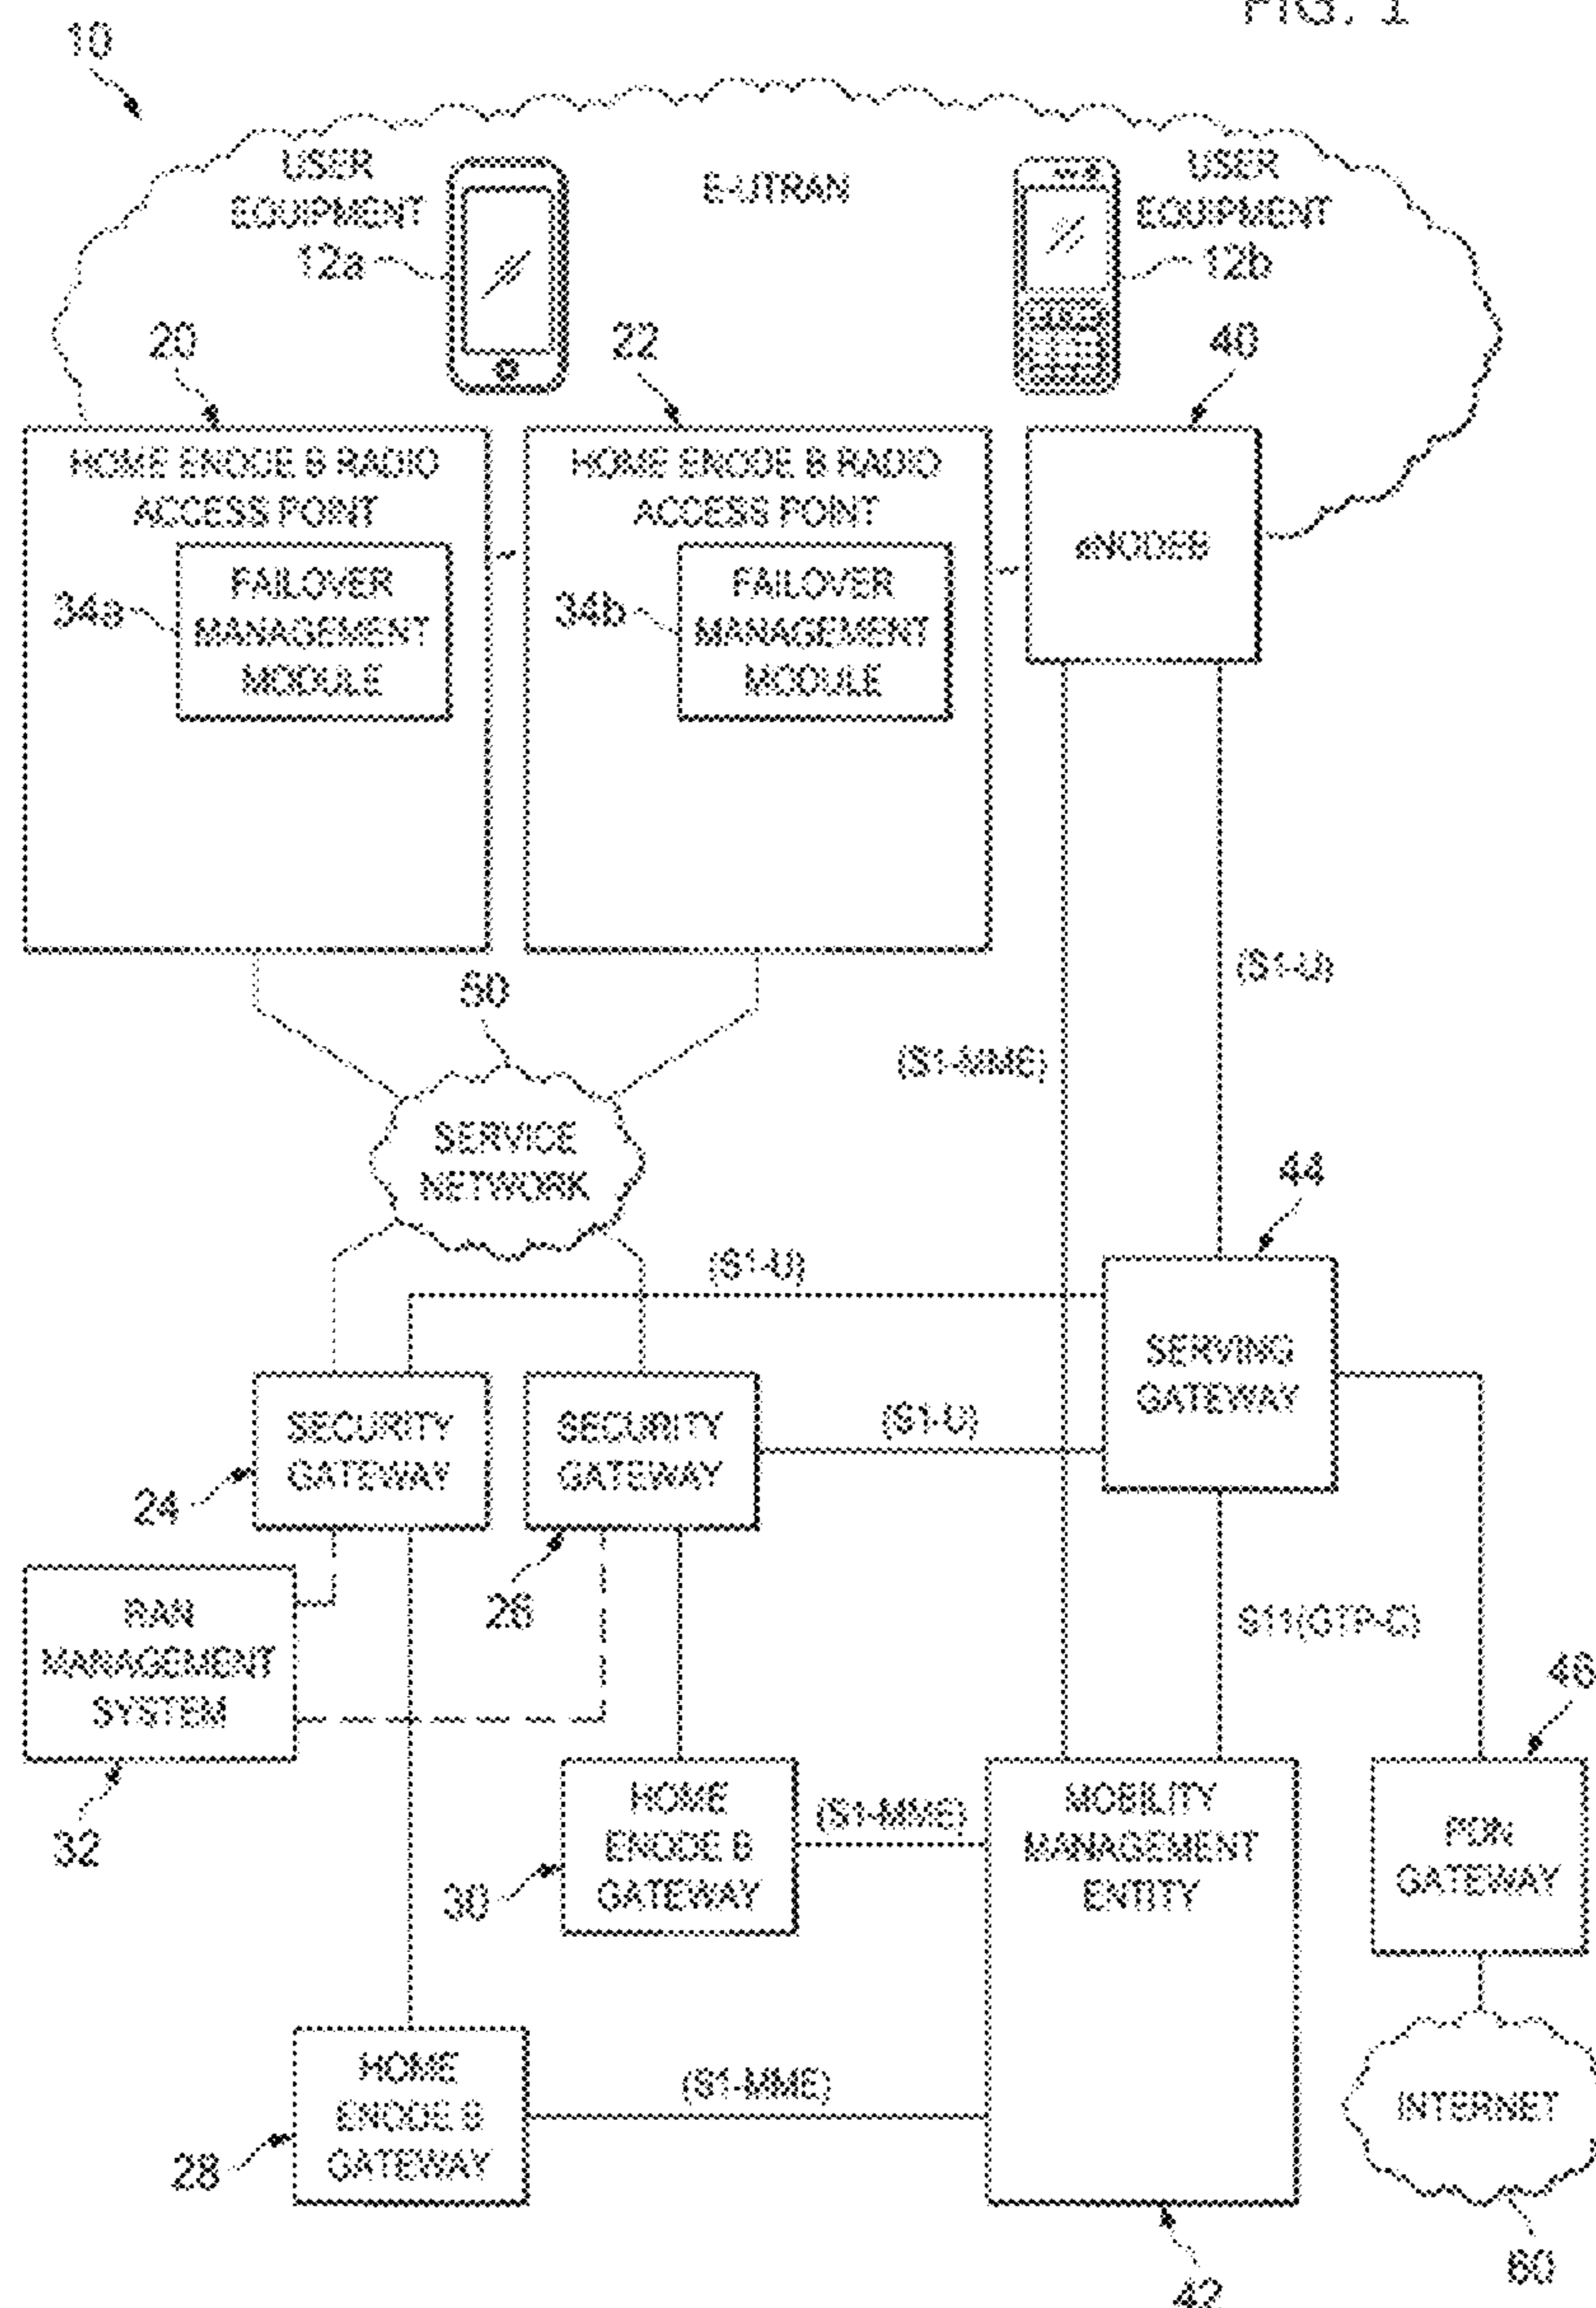 FIG. 1
10
USER
EQUIPMENT
12a
E-UTRAN
USER
EQUIPMENT
12b
20
22
40
HOME ENODE B RADIO
ACCESS POINT
34a
FAILOVER
MANAGEMENT
MODULE
HOME ENODE B RADIO
ACCESS POINT
34b
FAILOVER
MANAGEMENT
MODULE
eNODEB
50
(S1-U)
(S1-MME)
SERVICE
NETWORK
44
(S1-U)
SERVING
GATEWAY
SECURITY
GATEWAY
24
SECURITY
GATEWAY
26
(S1-U)
RAN
MANAGEMENT
SYSTEM
32
S11(GTP-C)
46
HOME
ENODE B
GATEWAY
30
(S1-MME)
MOBILITY
MANAGEMENT
ENTITY
PDN
GATEWAY
HOME
ENODE B
GATEWAY
28
(S1-MME)
INTERNET
60
42